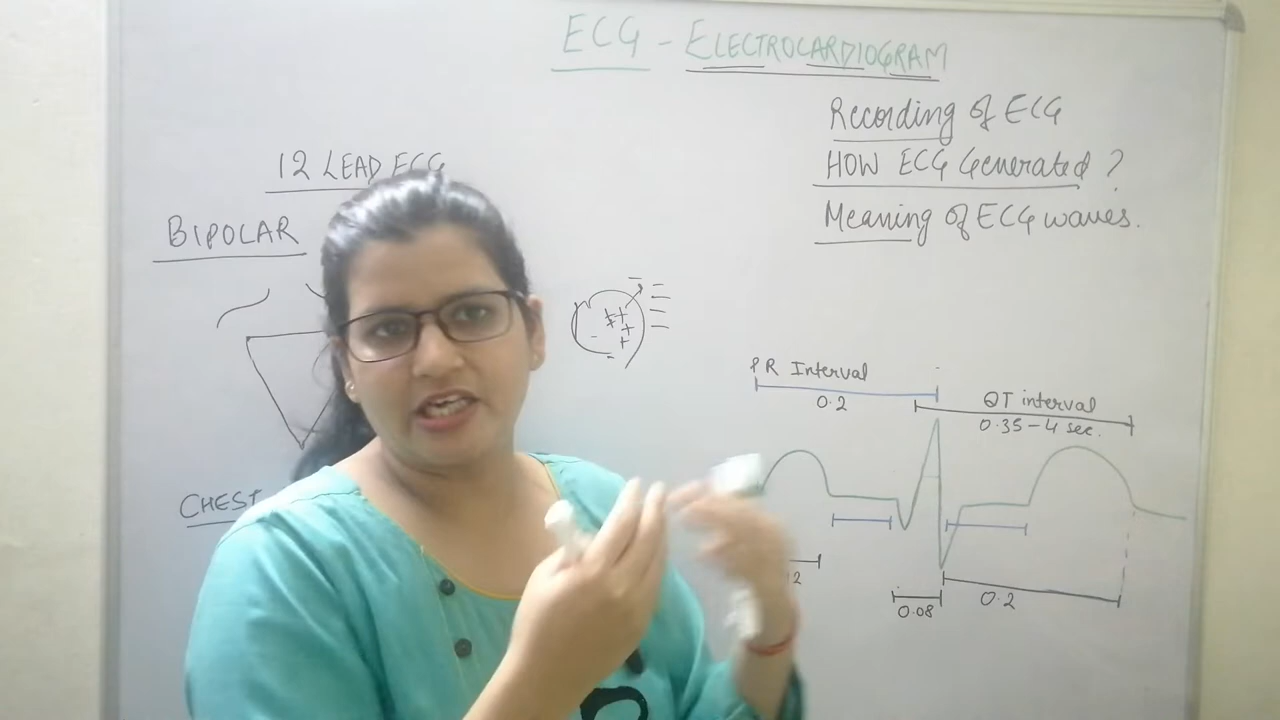 ECG - ELECTROCARDIOGRAM
Recording of ECG
HOW ECG Generated ?
Meaning of ECG waves.
12 LEAD ECG
BIPOLAR
CHEST
PR Interval
0.2
QT interval
0.35-4 sec.
0.08
0.2